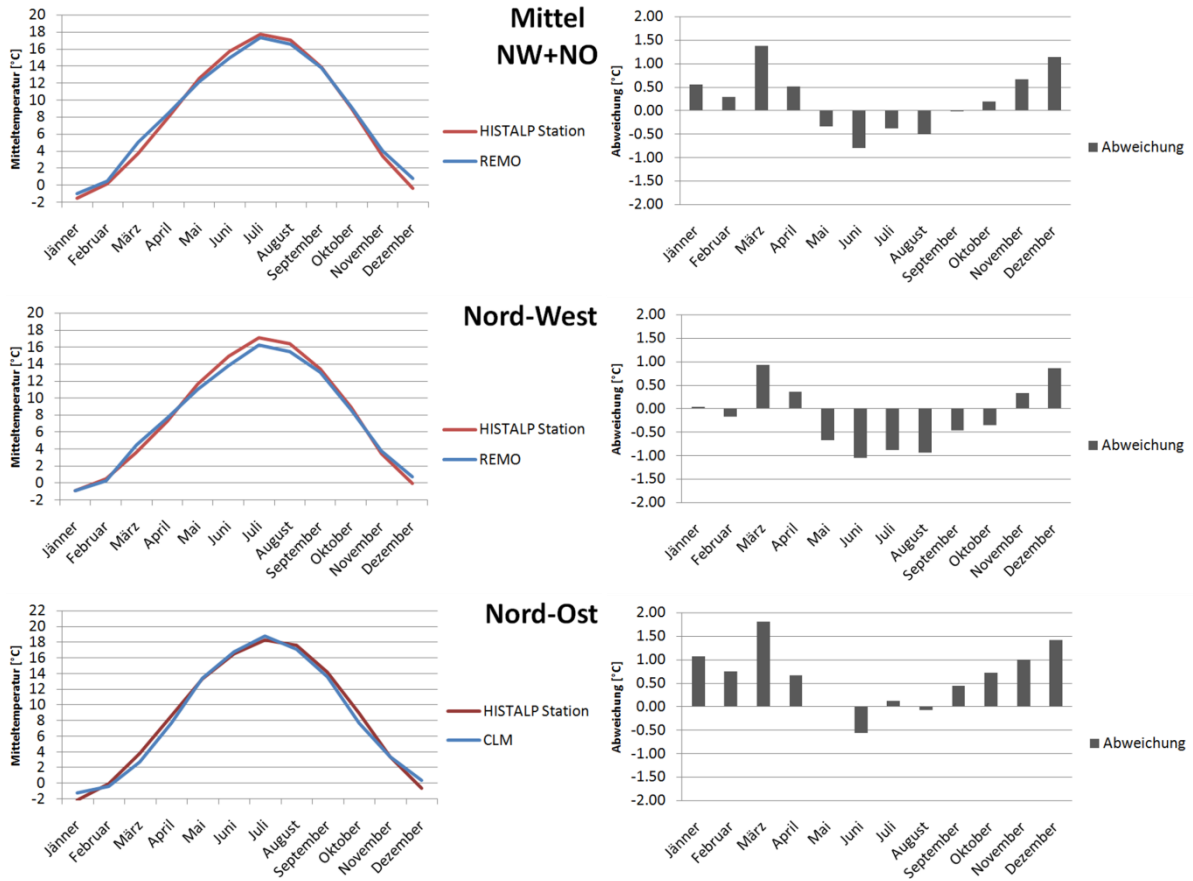 Mittel
NW+NO
Mitteltemperatur [°C]
20
18
16
14
12
10
8
6
4
2
0
-2
Jänner
Februar
März
April
Mai
Juni
Juli
August
September
Oktober
November
Dezember
HISTALP Station
REMO
Abweichung [°C]
2.00
1.50
1.00
0.50
0.00
-0.50
-1.00
-1.50
-2.00
Jänner
Februar
März
April
Mai
Juni
Juli
August
September
Oktober
November
Dezember
Abweichung
Nord-West
Mitteltemperatur [°C]
20
18
16
14
12
10
8
6
4
2
0
-2
Jänner
Februar
März
April
Mai
Juni
Juli
August
September
Oktober
November
Dezember
HISTALP Station
REMO
Abweichung [°C]
2.00
1.50
1.00
0.50
0.00
-0.50
-1.00
-1.50
-2.00
Jänner
Februar
März
April
Mai
Juni
Juli
August
September
Oktober
November
Dezember
Abweichung
Nord-Ost
Mitteltemperatur [°C]
22
20
18
16
14
12
10
8
6
4
2
0
-2
Jänner
Februar
März
April
Mai
Juni
Juli
August
September
Oktober
November
Dezember
HISTALP Station
CLM
Abweichung [°C]
2.00
1.50
1.00
0.50
0.00
-0.50
-1.00
-1.50
-2.00
Jänner
Februar
März
April
Mai
Juni
Juli
August
September
Oktober
November
Dezember
Abweichung